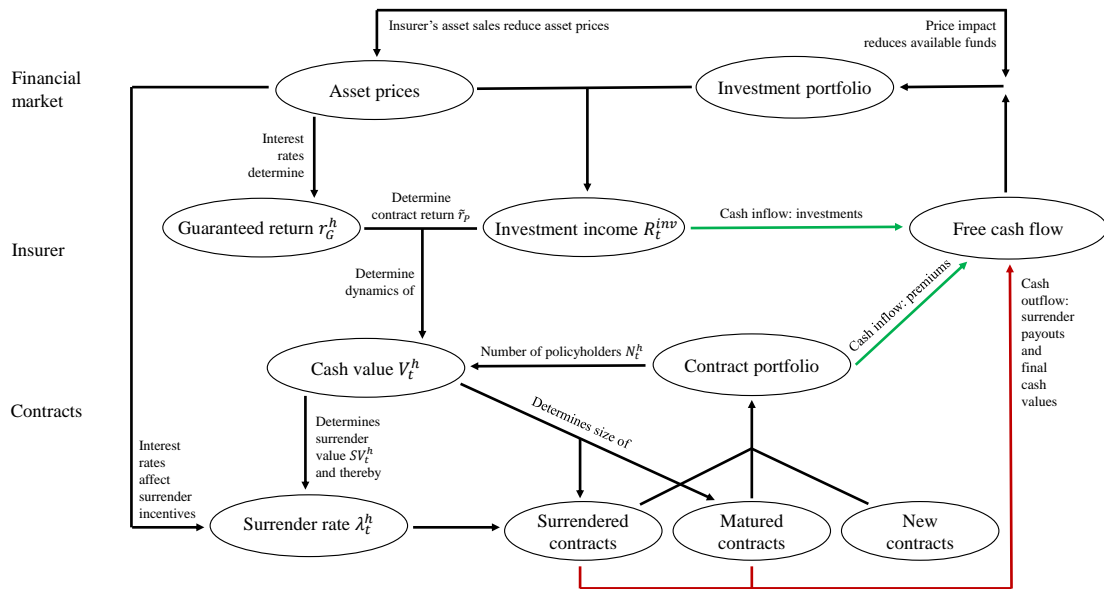 Insurer’s asset sales reduce asset prices
Price impact
reduces available funds
Financial
market
Asset prices
Investment portfolio
Interest
rates
determine
Determine
contract return r̃_P
Guaranteed return r_G^h
Investment income R_t^{inv}
Cash inflow: investments
Free cash flow
Insurer
Determine
dynamics of
Cash inflow: premiums
Cash
outflow:
surrender
payouts
and
final
cash
values
Number of policyholders N_t^h
Cash value V_t^h
Contract portfolio
Contracts
Determines size of
Determines
surrender
value SV_t^h
and thereby
Interest
rates
affect
surrender
incentives
Surrender rate λ_t^h
Surrendered
contracts
Matured
contracts
New
contracts